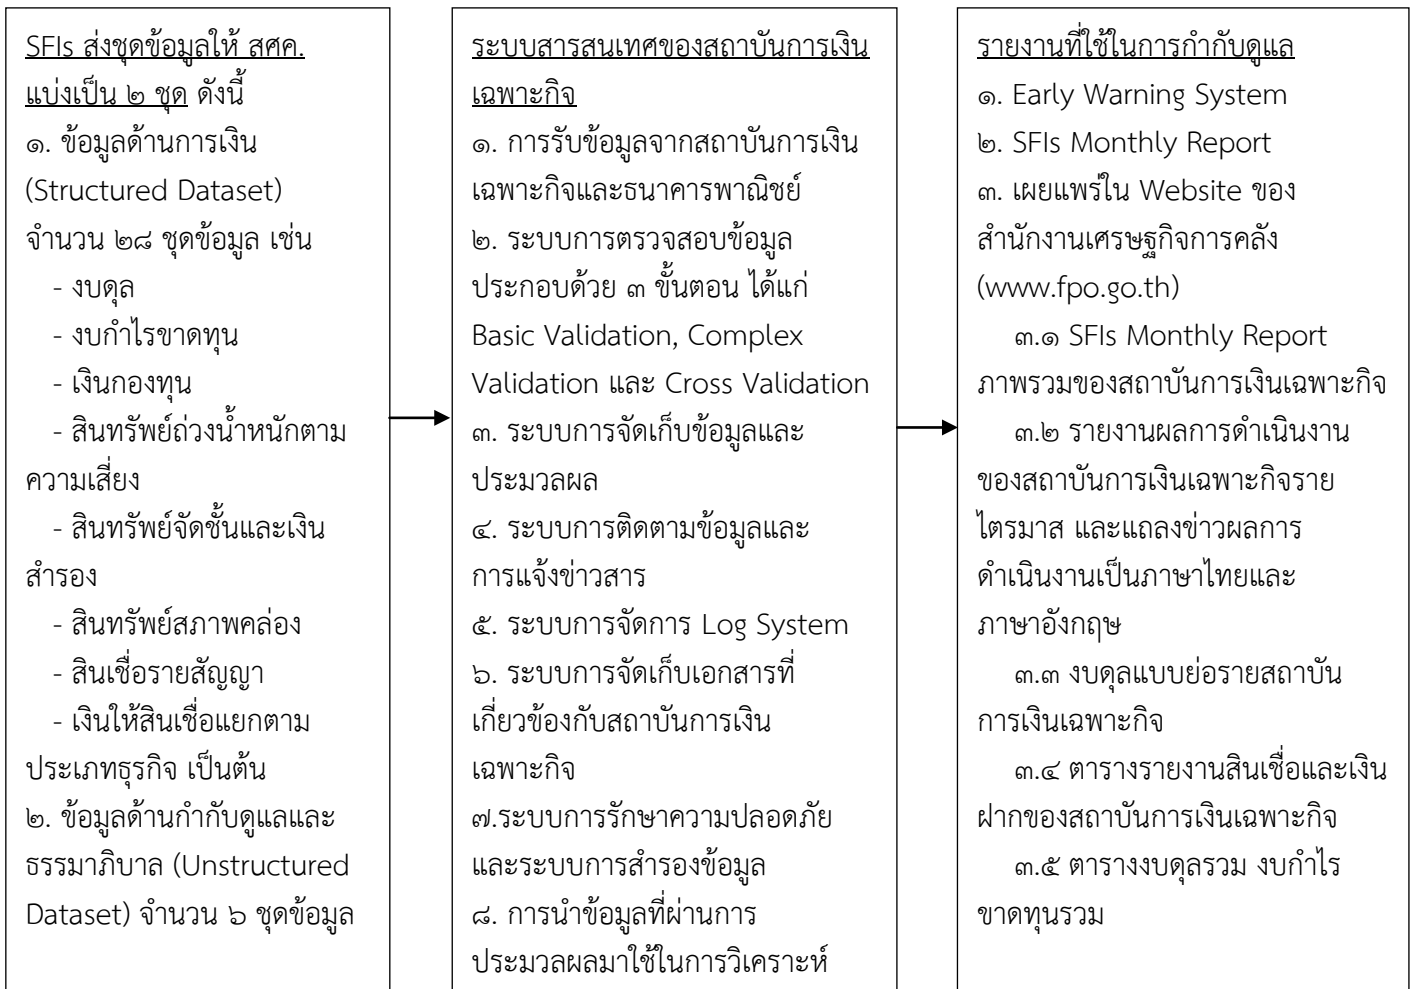 SFIs ส่งชุดข้อมูลให้ สศค.
แบ่งเป็น ๒ ชุด ดังนี้
๑. ข้อมูลด้านการเงิน
(Structured Dataset)
จำนวน ๒๘ ชุดข้อมูล เช่น
- งบดุล
- งบกำไรขาดทุน
- เงินกองทุน
- สินทรัพย์ถ่วงน้ำหนักตาม
ความเสี่ยง
- สินทรัพย์จัดชั้นและเงิน
สำรอง
- สินทรัพย์สภาพคล่อง
- สินเชื่อรายสัญญา
- เงินให้สินเชื่อแยกตาม
ประเภทธุรกิจ เป็นต้น
๒. ข้อมูลด้านกำกับดูแลและ
ธรรมาภิบาล (Unstructured
Dataset) จำนวน ๖ ชุดข้อมูล
ระบบสารสนเทศของสถาบันการเงิน
เฉพาะกิจ
๑. การรับข้อมูลจากสถาบันการเงิน
เฉพาะกิจและธนาคารพาณิชย์
๒. ระบบการตรวจสอบข้อมูล
ประกอบด้วย ๓ ขั้นตอน ได้แก่
Basic Validation, Complex
Validation และ Cross Validation
๓. ระบบการจัดเก็บข้อมูลและ
ประมวลผล
๔. ระบบการติดตามข้อมูลและ
การแจ้งข่าวสาร
๕. ระบบการจัดการ Log System
๖. ระบบการจัดเก็บเอกสารที่
เกี่ยวข้องกับสถาบันการเงิน
เฉพาะกิจ
๗.ระบบการรักษาความปลอดภัย
และระบบการสำรองข้อมูล
๘. การนำข้อมูลที่ผ่านการ
ประมวลผลมาใช้ในการวิเคราะห์
รายงานที่ใช้ในการกำกับดูแล
๑. Early Warning System
๒. SFIs Monthly Report
๓. เผยแพร่ใน Website ของ
สำนักงานเศรษฐกิจการคลัง
(www.fpo.go.th)
๓.๑ SFIs Monthly Report
ภาพรวมของสถาบันการเงินเฉพาะกิจ
๓.๒ รายงานผลการดำเนินงาน
ของสถาบันการเงินเฉพาะกิจราย
ไตรมาส และแถลงข่าวผลการ
ดำเนินงานเป็นภาษาไทยและ
ภาษาอังกฤษ
๓.๓ งบดุลแบบย่อรายสถาบัน
การเงินเฉพาะกิจ
๓.๔ ตารางรายงานสินเชื่อและเงิน
ฝากของสถาบันการเงินเฉพาะกิจ
๓.๕ ตารางงบดุลรวม งบกำไร
ขาดทุนรวม